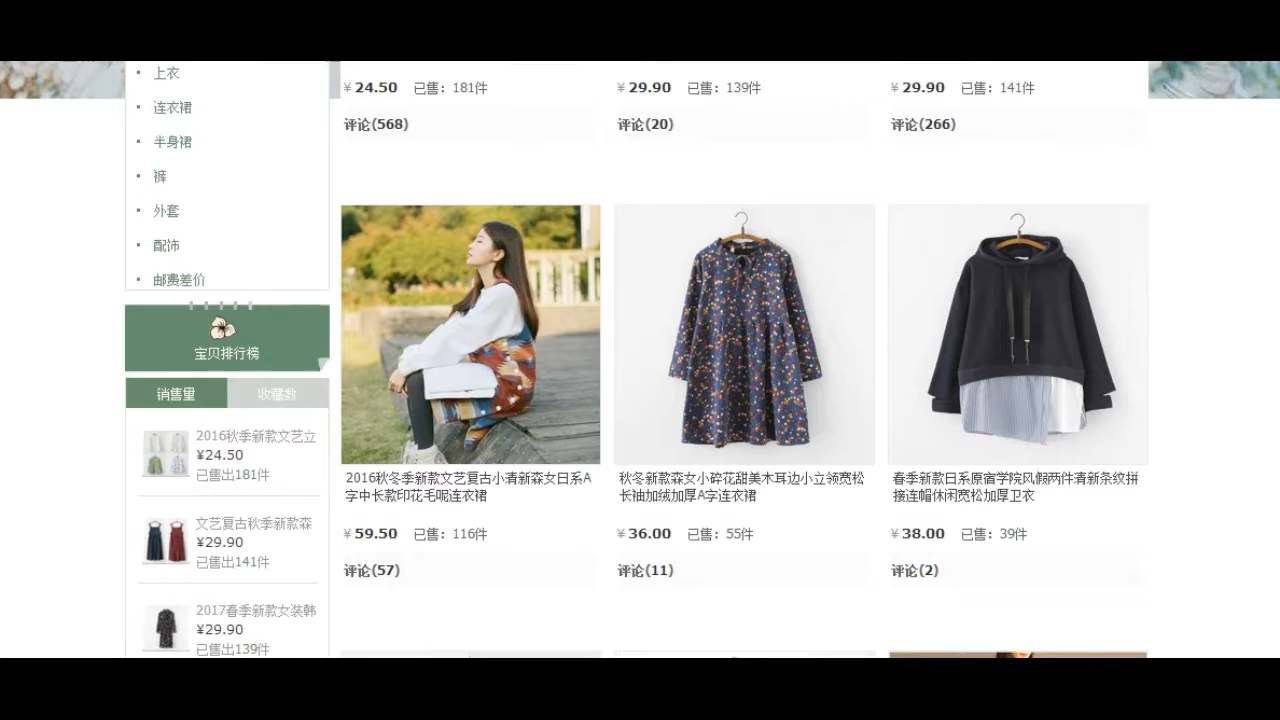 上衣
连衣裙
半身裙
裤
外套
配饰
邮费差价
宝贝排行榜
销售量 收藏数
2016秋季新款文艺立
¥24.50
已售出181件
文艺复古秋季新款森
¥29.90
已售出141件
2017春季新款女装韩
¥29.90
已售出139件
¥ 24.50 已售：181件
评论(568)
¥ 29.90 已售：139件
评论(20)
¥ 29.90 已售：141件
评论(266)
2016秋冬季新款文艺复古小清新森女日系A
字中长款印花毛呢连衣裙
¥ 59.50 已售：116件
评论(57)
秋冬新款森女小碎花甜美木耳边小立领宽松
长袖加绒加厚A字连衣裙
¥ 36.00 已售：55件
评论(11)
春季新款日系原宿学院风假两件清新条纹拼
接连帽休闲宽松加厚卫衣
¥ 38.00 已售：39件
评论(2)